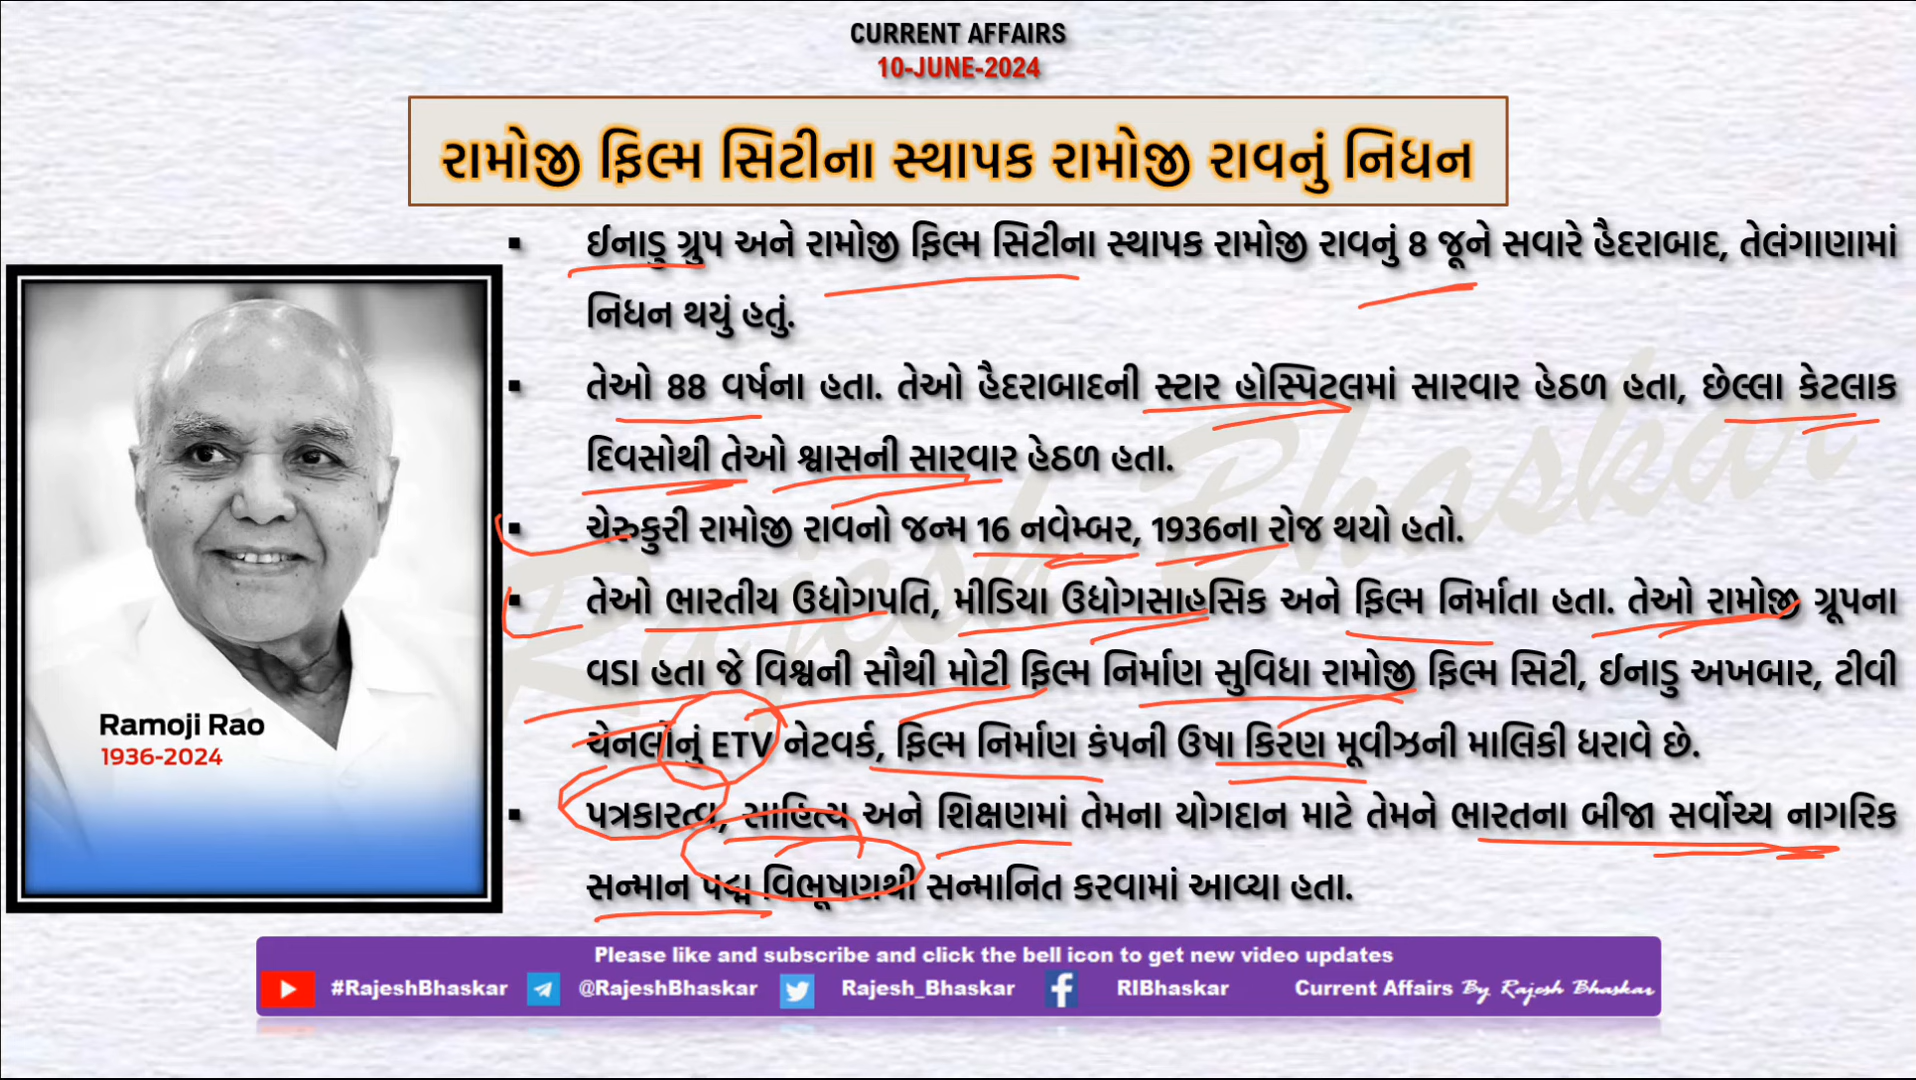 CURRENT AFFAIRS
10-JUNE-2024
રામોજી ફિલ્મ સિટીના સ્થાપક રામોજી રાવનું નિધન
▪ ઈનાડુ ગ્રુપ અને રામોજી ફિલ્મ સિટીના સ્થાપક રામોજી રાવનું 8 જૂને સવારે હૈદરાબાદ, તેલંગાણામાં
નિધન થયું હતું.
▪ તેઓ 88 વર્ષના હતા. તેઓ હૈદરાબાદની સ્ટાર હોસ્પિટલમાં સારવાર હેઠળ હતા, છેલ્લા કેટલાક
દિવસોથી તેઓ શ્વાસની સારવાર હેઠળ હતા.
▪ ચેરુકુરી રામોજી રાવનો જન્મ 16 નવેમ્બર, 1936ના રોજ થયો હતો.
▪ તેઓ ભારતીય ઉદ્યોગપતિ, મીડિયા ઉદ્યોગસાહસિક અને ફિલ્મ નિર્માતા હતા. તેઓ રામોજી ગ્રૂપના
વડા હતા જે વિશ્વની સૌથી મોટી ફિલ્મ નિર્માણ સુવિધા રામોજી ફિલ્મ સિટી, ઈનાડુ અખબાર, ટીવી
ચેનલોનું ETV નેટવર્ક, ફિલ્મ નિર્માણ કંપની ઉષા કિરણ મૂવીઝની માલિકી ધરાવે છે.
▪ પત્રકારત્વ, સાહિત્ય અને શિક્ષણમાં તેમના યોગદાન માટે તેમને ભારતના બીજા સર્વોચ્ચ નાગરિક
સન્માન પદ્મ વિભૂષણથી સન્માનિત કરવામાં આવ્યા હતા.
Ramoji Rao
1936-2024
Rajesh Bhaskar
Please like and subscribe and click the bell icon to get new video updates
#RajeshBhaskar @RajeshBhaskar Rajesh_Bhaskar RIBhaskar Current Affairs By Rajesh Bhaskar